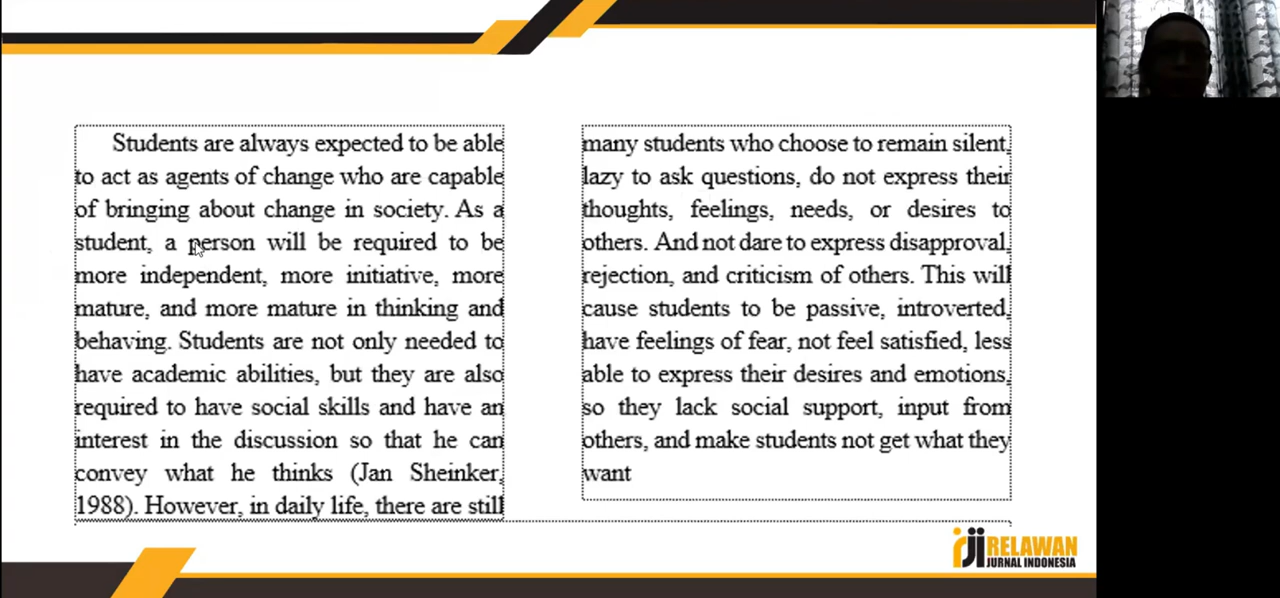 Students are always expected to be able
to act as agents of change who are capable
of bringing about change in society. As a
student, a person will be required to be
more independent, more initiative, more
mature, and more mature in thinking and
behaving. Students are not only needed to
have academic abilities, but they are also
required to have social skills and have an
interest in the discussion so that he can
convey what he thinks (Jan Sheinker,
1988). However, in daily life, there are still
many students who choose to remain silent,
lazy to ask questions, do not express their
thoughts, feelings, needs, or desires to
others. And not dare to express disapproval,
rejection, and criticism of others. This will
cause students to be passive, introverted,
have feelings of fear, not feel satisfied, less
able to express their desires and emotions,
so they lack social support, input from
others, and make students not get what they
want
RELAWAN
JURNAL INDONESIA